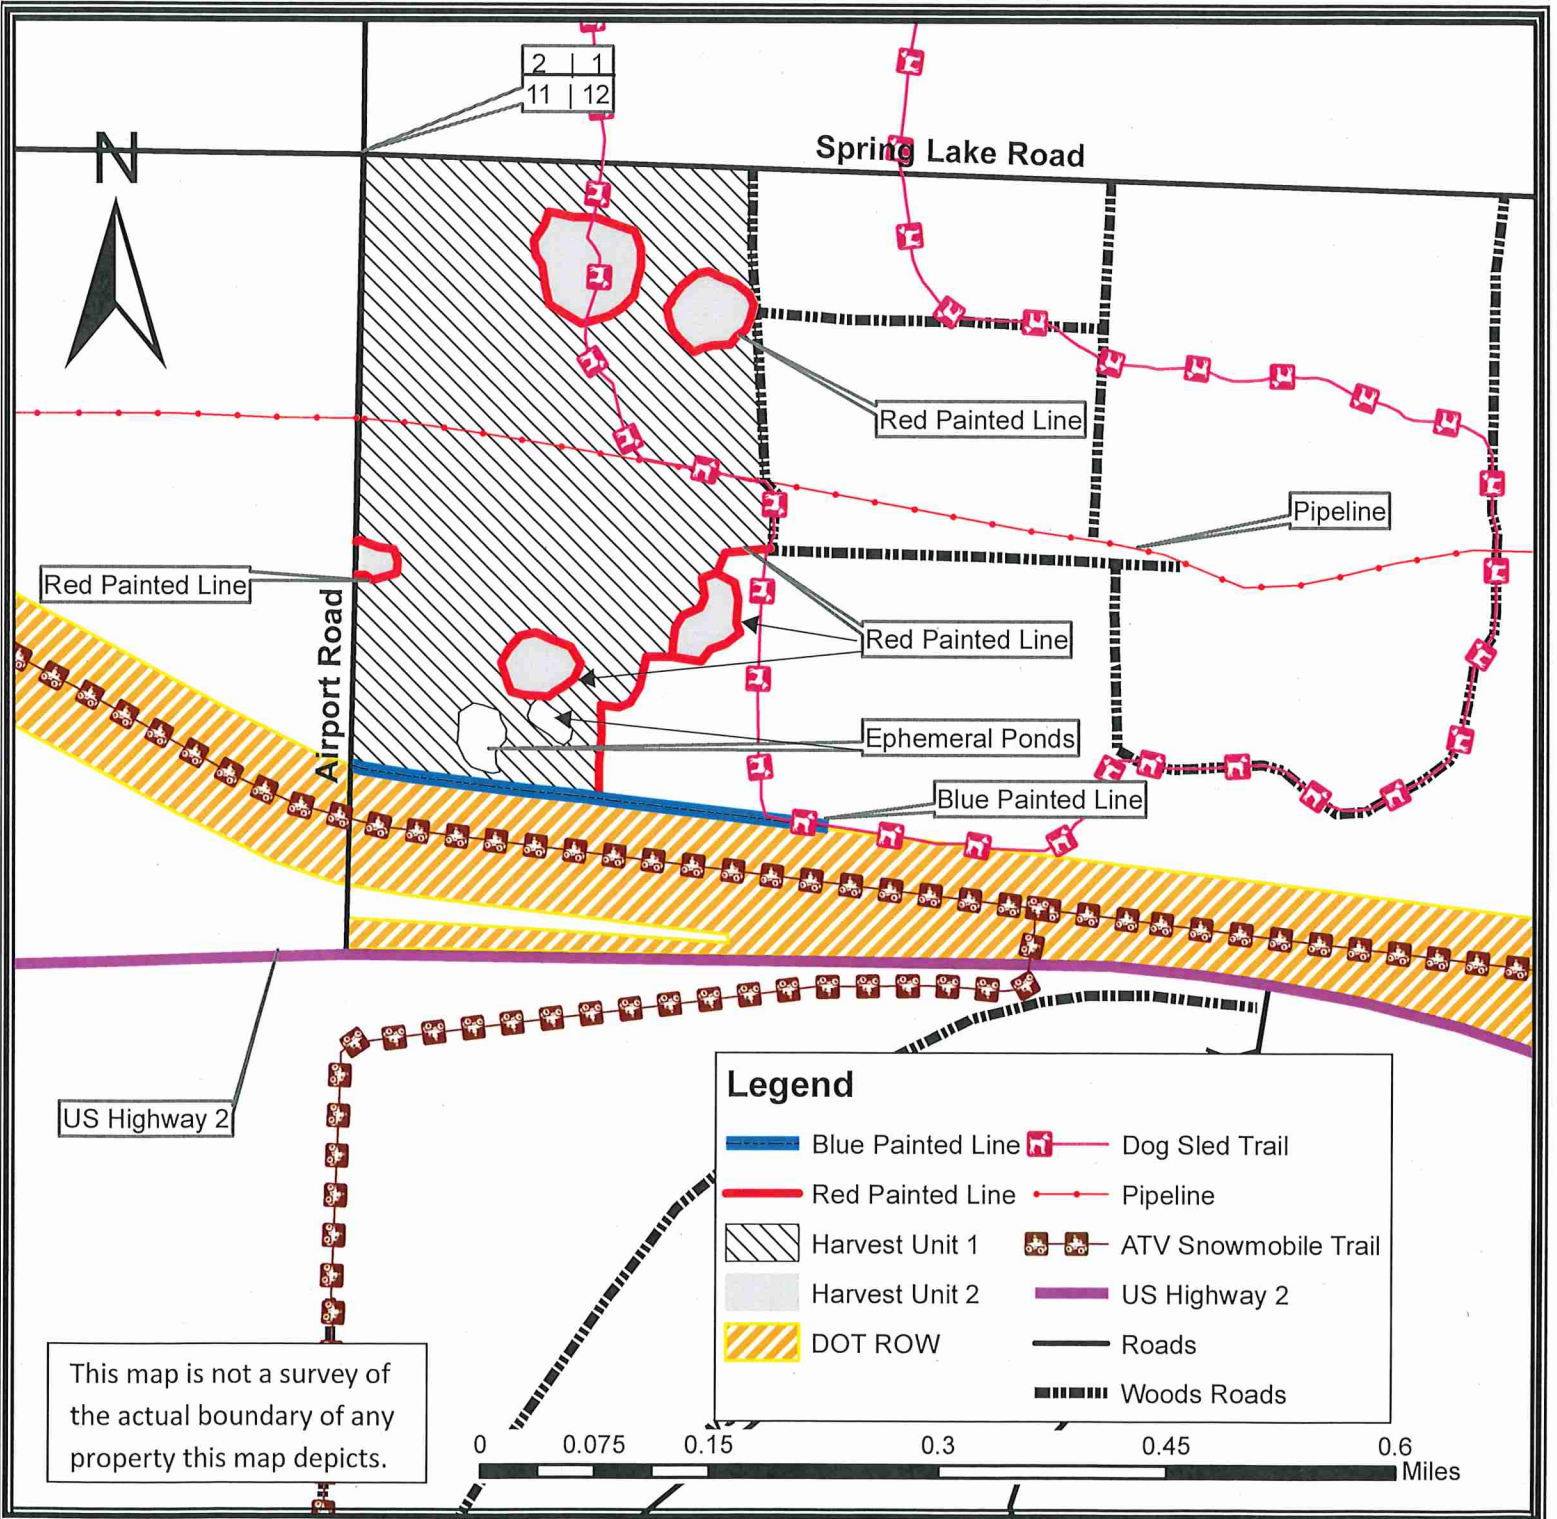 2 | 1
11 | 12
N
Spring Lake Road
Red Painted Line
Pipeline
Red Painted Line
Airport Road
Red Painted Line
Ephemeral Ponds
Blue Painted Line
US Highway 2
Legend
Blue Painted Line
Dog Sled Trail
Red Painted Line
Pipeline
Harvest Unit 1
ATV Snowmobile Trail
Harvest Unit 2
US Highway 2
DOT ROW
Roads
Woods Roads
This map is not a survey of
the actual boundary of any
property this map depicts.
0 0.075 0.15 0.3 0.45 0.6
Miles